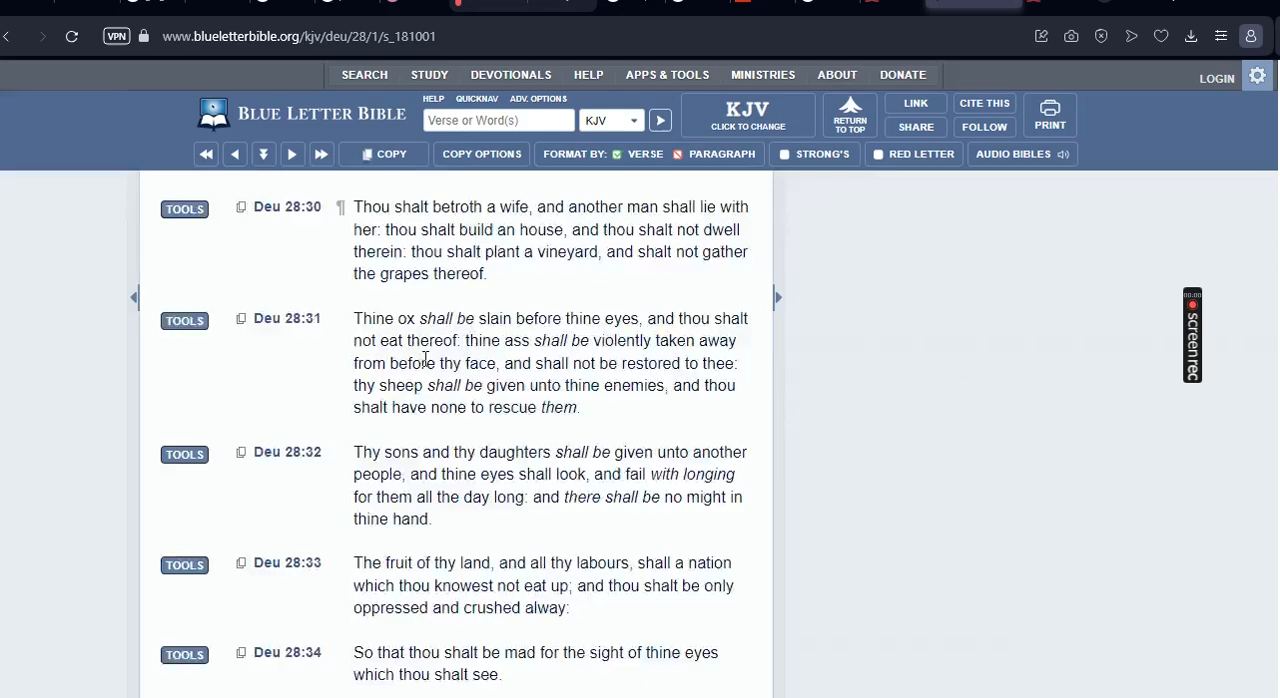 VPN www.blueletterbible.org/kjv/deu/28/1/s_181001
SEARCH STUDY DEVOTIONALS HELP APPS & TOOLS MINISTRIES ABOUT DONATE LOGIN
BLUE LETTER BIBLE
HELP QUICKNAV ADV. OPTIONS
Verse or Word(s) KJV
KJV
CLICK TO CHANGE
RETURN
TO TOP
LINK CITE THIS
SHARE FOLLOW
PRINT
COPY COPY OPTIONS FORMAT BY: VERSE PARAGRAPH STRONG'S RED LETTER AUDIO BIBLES
TOOLS Deu 28:30 ¶ Thou shalt betroth a wife, and another man shall lie with
her: thou shalt build an house, and thou shalt not dwell
therein: thou shalt plant a vineyard, and shalt not gather
the grapes thereof.
TOOLS Deu 28:31 Thine ox shall be slain before thine eyes, and thou shalt
not eat thereof: thine ass shall be violently taken away
from before thy face, and shall not be restored to thee:
thy sheep shall be given unto thine enemies, and thou
shalt have none to rescue them.
TOOLS Deu 28:32 Thy sons and thy daughters shall be given unto another
people, and thine eyes shall look, and fail with longing
for them all the day long: and there shall be no might in
thine hand.
TOOLS Deu 28:33 The fruit of thy land, and all thy labours, shall a nation
which thou knowest not eat up; and thou shalt be only
oppressed and crushed alway:
TOOLS Deu 28:34 So that thou shalt be mad for the sight of thine eyes
which thou shalt see.
00:00
screen rec